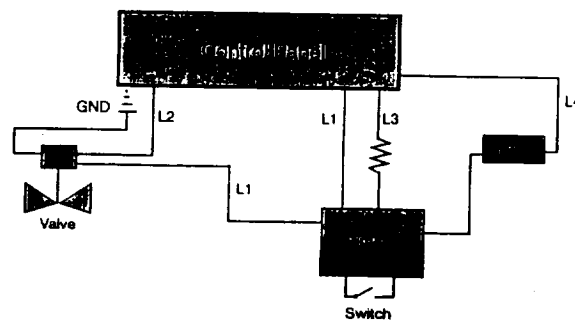 Control Panel
GND
L2
L1
L3
L4
L1
Valve
Switch